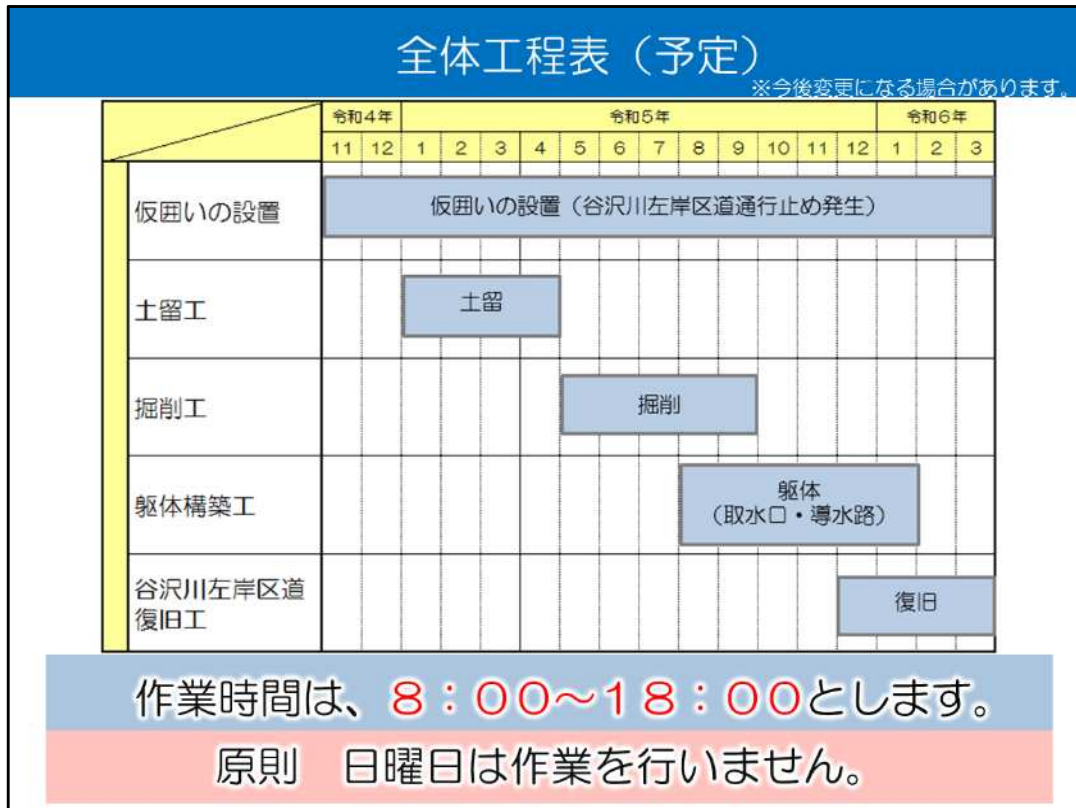 全体工程表（予定）
※今後変更になる場合があります。
令和4年 令和5年 令和6年
11 12 1 2 3 4 5 6 7 8 9 10 11 12 1 2 3
仮囲いの設置 仮囲いの設置（谷沢川左岸区道通行止め発生）
土留工 土留
掘削工 掘削
躯体構築工 躯体
（取水口・導水路）
谷沢川左岸区道
復旧工 復旧
作業時間は、８：００～１８：００とします。
原則　日曜日は作業を行いません。